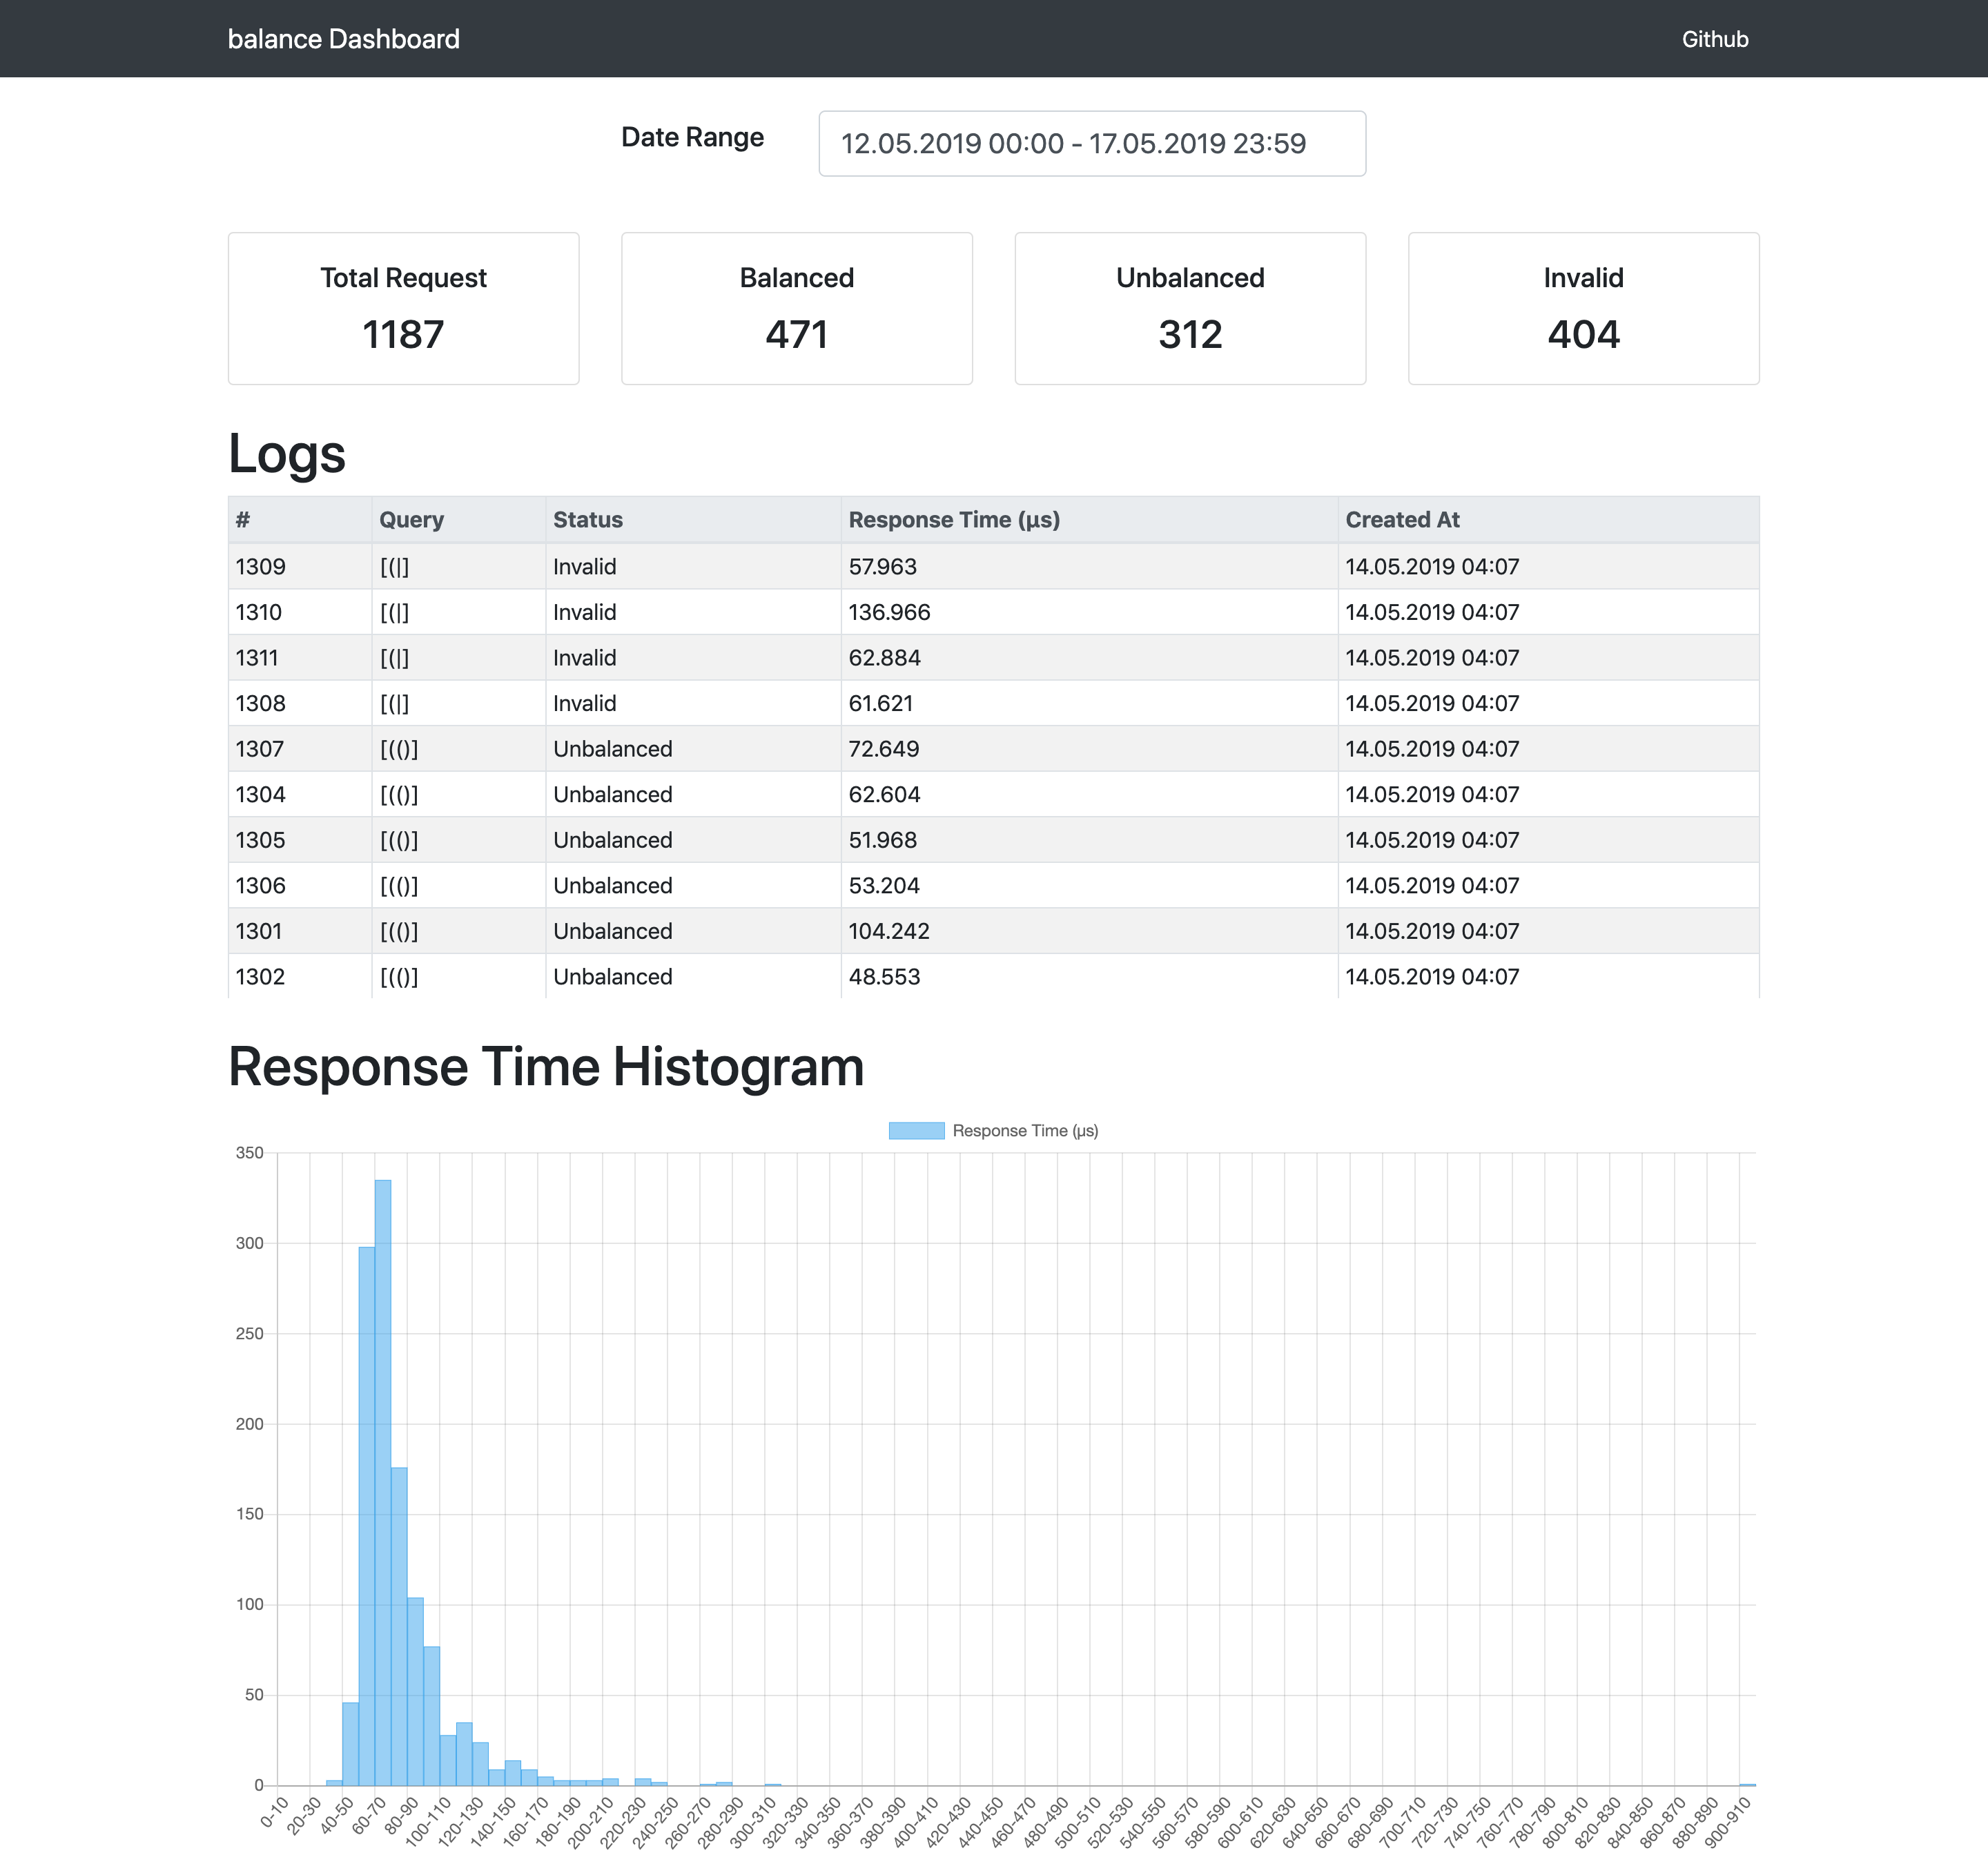 balance Dashboard Github
Date Range 12.05.2019 00:00 - 17.05.2019 23:59
Total Request Balanced Unbalanced Invalid
1187 471 312 404
Logs
# Query Status Response Time (µs) Created At
1309 [(|] Invalid 57.963 14.05.2019 04:07
1310 [(|] Invalid 136.966 14.05.2019 04:07
1311 [(|] Invalid 62.884 14.05.2019 04:07
1308 [(|] Invalid 61.621 14.05.2019 04:07
1307 [(()] Unbalanced 72.649 14.05.2019 04:07
1304 [(()] Unbalanced 62.604 14.05.2019 04:07
1305 [(()] Unbalanced 51.968 14.05.2019 04:07
1306 [(()] Unbalanced 53.204 14.05.2019 04:07
1301 [(()] Unbalanced 104.242 14.05.2019 04:07
1302 [(()] Unbalanced 48.553 14.05.2019 04:07
Response Time Histogram
Response Time (µs)
350
300
250
200
150
100
50
0
0-10 20-30 40-50 60-70 80-90 100-110 120-130 140-150 160-170 180-190 200-210 220-230 240-250 260-270 280-290 300-310 320-330 340-350 360-370 380-390 400-410 420-430 440-450 460-470 480-490 500-510 520-530 540-550 560-570 580-590 600-610 620-630 640-650 660-670 680-690 700-710 720-730 740-750 760-770 780-790 800-810 820-830 840-850 860-870 880-890 900-910